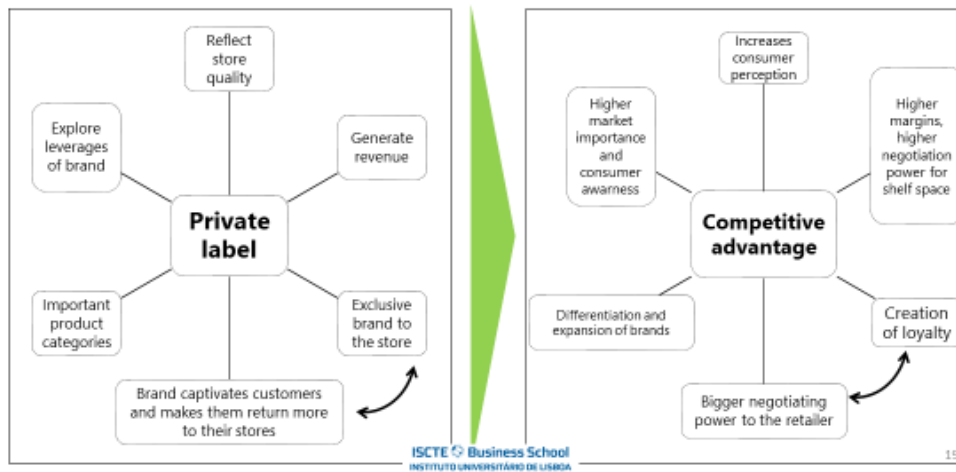 Reflect
store
quality
Explore
leverages
of brand
Generate
revenue
Private
label
Important
product
categories
Exclusive
brand to
the store
Brand captivates customers
and makes them return more
to their stores
Increases
consumer
perception
Higher
market
importance
and
consumer
awarness
Higher
margins,
higher
negotiation
power for
shelf space
Competitive
advantage
Differentiation and
expansion of brands
Creation
of loyalty
Bigger negotiating
power to the retailer
ISCTE Business School
INSTITUTO UNIVERSITÁRIO DE LISBOA